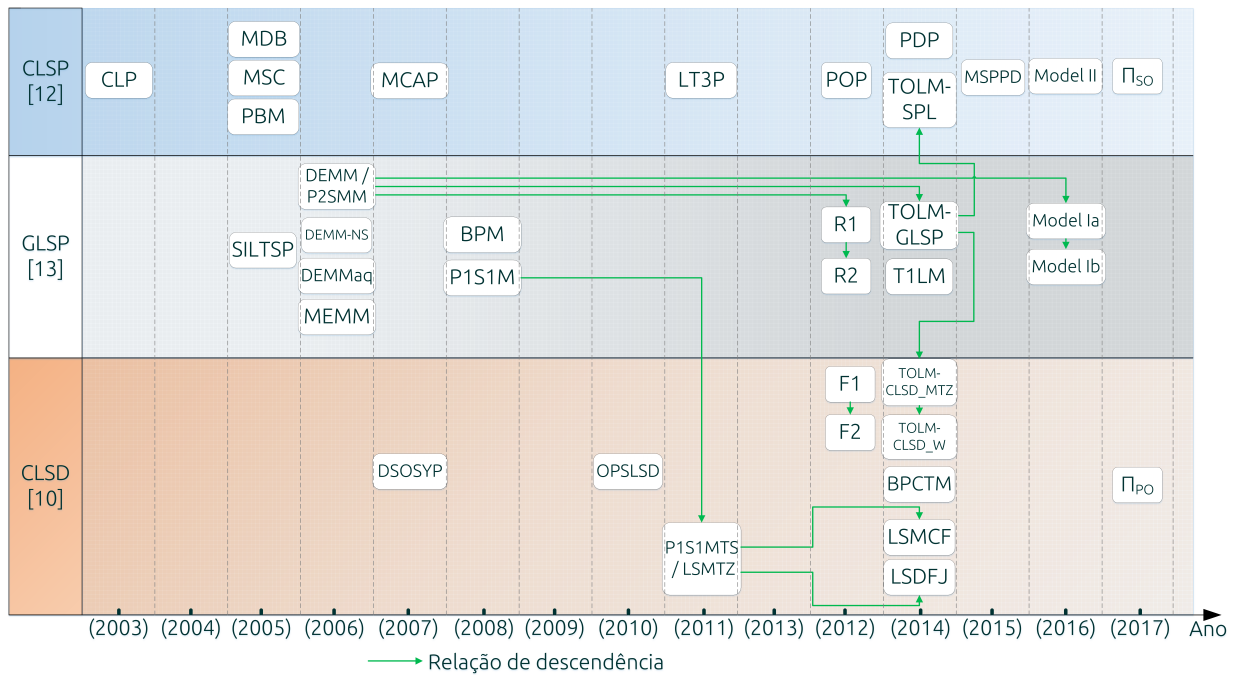 CLSP
[12]
CLP
MDB
MSC
PBM
MCAP
LT3P
POP
PDP
TOLM-
SPL
MSPPD
Model II
Π_SO
GLSP
[13]
SILTSP
DEMM /
P2SMM
DEMM-NS
DEMMaq
MEMM
BPM
P1S1M
R1
R2
TOLM-
GLSP
T1LM
Model Ia
Model Ib
CLSD
[10]
DSOSYP
OPSLSD
P1S1MTS
/ LSMTZ
F1
F2
TOLM-
CLSD_MTZ
TOLM-
CLSD_W
BPCTM
LSMCF
LSDFJ
Π_PO
(2003) (2004) (2005) (2006) (2007) (2008) (2009) (2010) (2011) (2013) (2012) (2014) (2015) (2016) (2017) Ano
Relação de descendência